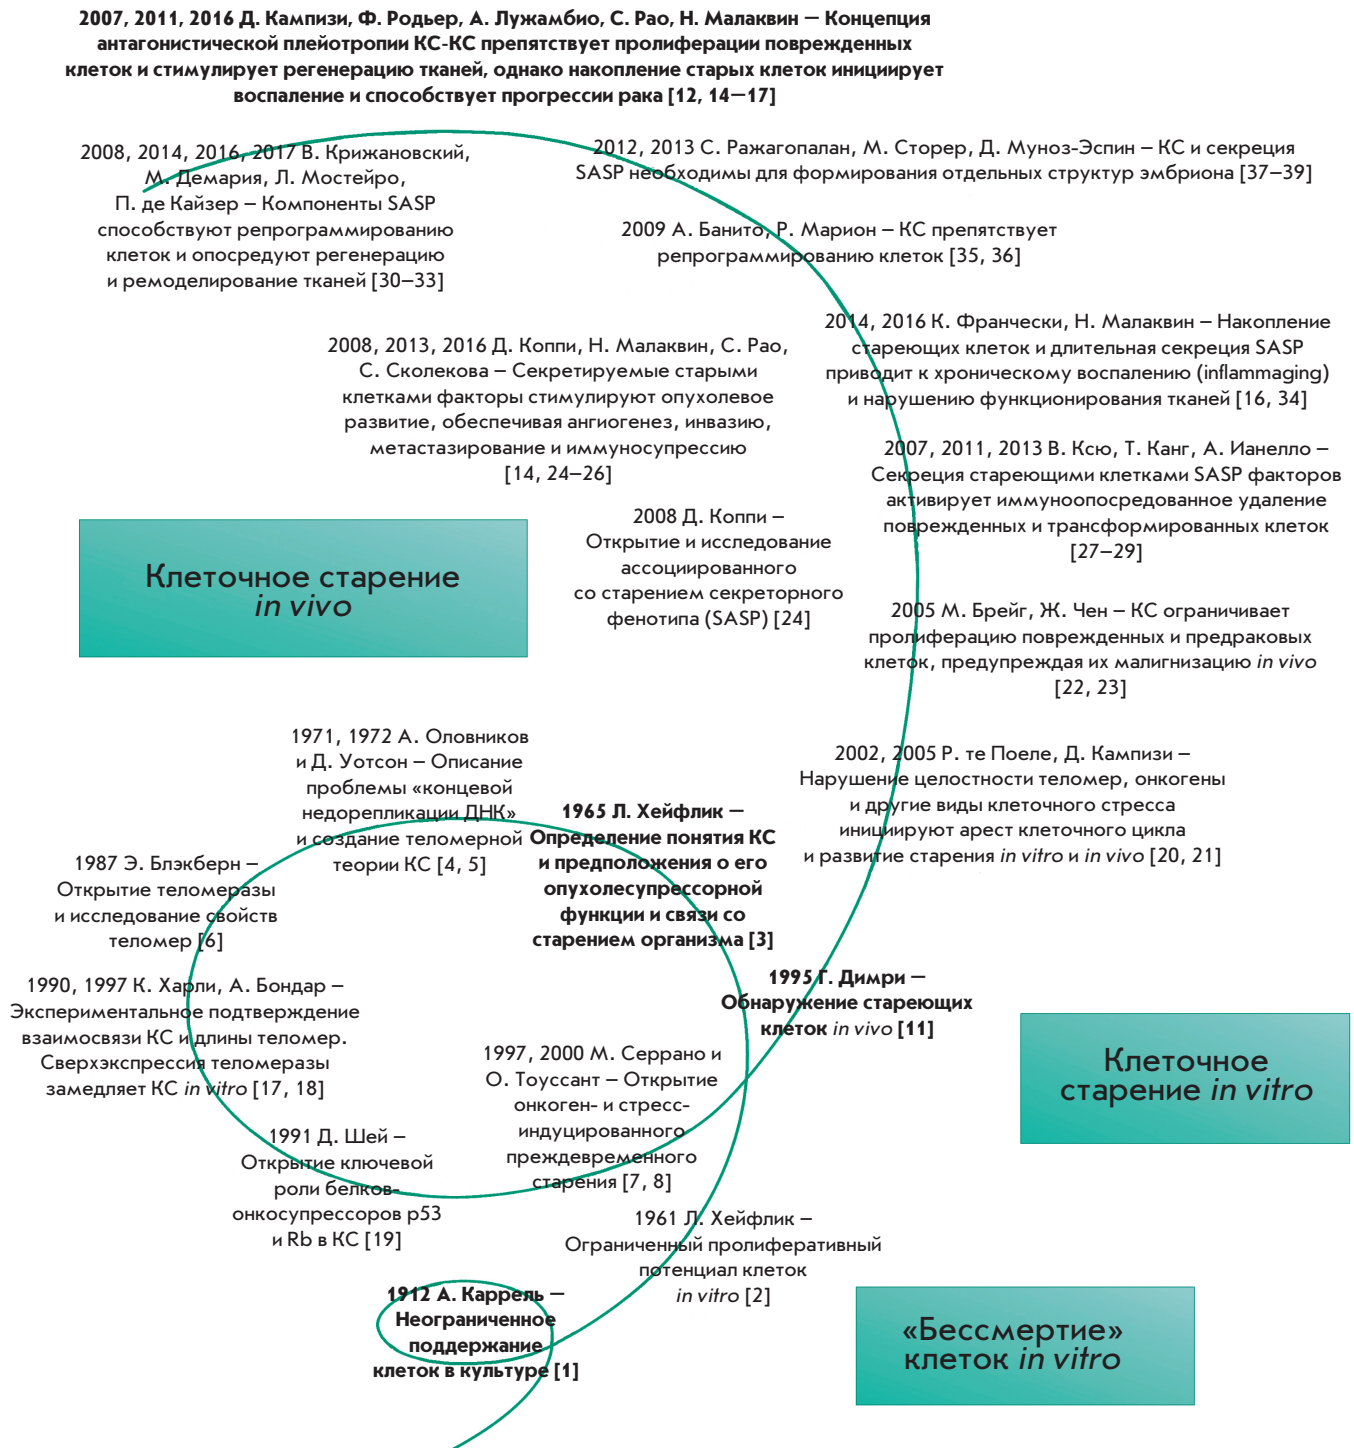 2007, 2011, 2016 Д. Кампизи, Ф. Родьер, А. Лужамбио, С. Рао, Н. Малаквин — Концепция
антагонистической плейотропии КС-КС препятствует пролиферации поврежденных
клеток и стимулирует регенерацию тканей, однако накопление старых клеток инициирует
воспаление и способствует прогрессии рака [12, 14—17]
2008, 2014, 2016, 2017 В. Крижановский,
М. Демария, Л. Мостейро,
П. де Кайзер – Компоненты SASP
способствуют репрограммированию
клеток и опосредуют регенерацию
и ремоделирование тканей [30–33]
2012, 2013 С. Ражагопалан, М. Сторер, Д. Муноз-Эспин – КС и секреция
SASP необходимы для формирования отдельных структур эмбриона [37–39]
2009 А. Банито, Р. Марион – КС препятствует
репрограммированию клеток [35, 36]
2014, 2016 К. Франчески, Н. Малаквин – Накопление
стареющих клеток и длительная секреция SASP
приводит к хроническому воспалению (inflammaging)
и нарушению функционирования тканей [16, 34]
2008, 2013, 2016 Д. Коппи, Н. Малаквин, С. Рао,
С. Сколекова – Секретируемые старыми
клетками факторы стимулируют опухолевое
развитие, обеспечивая ангиогенез, инвазию,
метастазирование и иммуносупрессию
[14, 24–26]
2007, 2011, 2013 В. Ксю, Т. Канг, А. Ианелло –
Секреция стареющими клетками SASP факторов
активирует иммуноопосредованное удаление
поврежденных и трансформированных клеток
[27–29]
2008 Д. Коппи –
Открытие и исследование
ассоциированного
со старением секреторного
фенотипа (SASP) [24]
Клеточное старение
in vivo
2005 М. Брейг, Ж. Чен – КС ограничивает
пролиферацию поврежденных и предраковых
клеток, предупреждая их малигнизацию in vivo
[22, 23]
1971, 1972 А. Оловников
и Д. Уотсон – Описание
проблемы «концевой
недорепликации ДНК»
и создание теломерной
теории КС [4, 5]
2002, 2005 Р. те Поеле, Д. Кампизи –
Нарушение целостности теломер, онкогены
и другие виды клеточного стресса
инициируют арест клеточного цикла
и развитие старения in vitro и in vivo [20, 21]
1965 Л. Хейфлик —
Определение понятия КС
и предположения о его
опухолесупрессорной
функции и связи со
старением организма [3]
1987 Э. Блэкберн –
Открытие теломеразы
и исследование свойств
теломер [6]
1990, 1997 К. Харли, А. Бондар –
Экспериментальное подтверждение
взаимосвязи КС и длины теломер.
Сверхэкспрессия теломеразы
замедляет КС in vitro [17, 18]
1995 Г. Димри —
Обнаружение стареющих
клеток in vivo [11]
1997, 2000 М. Серрано и
О. Тоуссант – Открытие
онкоген- и стресс-
индуцированного
преждевременного
старения [7, 8]
Клеточное
старение in vitro
1991 Д. Шей –
Открытие ключевой
роли белков-
онкосупрессоров р53
и Rb в КС [19]
1961 Л. Хейфлик –
Ограниченный пролиферативный
потенциал клеток
in vitro [2]
1912 А. Каррель —
Неограниченное
поддержание
клеток в культуре [1]
«Бессмертие»
клеток in vitro